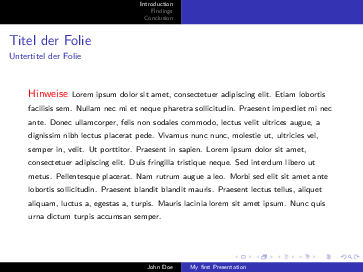 Introduction
Findings
Conclusion
Titel der Folie
Untertitel der Folie
Hinweise Lorem ipsum dolor sit amet, consectetuer adipiscing elit. Etiam lobortis
facilisis sem. Nullam nec mi et neque pharetra sollicitudin. Praesent imperdiet mi nec
ante. Donec ullamcorper, felis non sodales commodo, lectus velit ultrices augue, a
dignissim nibh lectus placerat pede. Vivamus nunc nunc, molestie ut, ultricies vel,
semper in, velit. Ut porttitor. Praesent in sapien. Lorem ipsum dolor sit amet,
consectetuer adipiscing elit. Duis fringilla tristique neque. Sed interdum libero ut
metus. Pellentesque placerat. Nam rutrum augue a leo. Morbi sed elit sit amet ante
lobortis sollicitudin. Praesent blandit blandit mauris. Praesent lectus tellus, aliquet
aliquam, luctus a, egestas a, turpis. Mauris lacinia lorem sit amet ipsum. Nunc quis
urna dictum turpis accumsan semper.
John Doe
My first Presentation